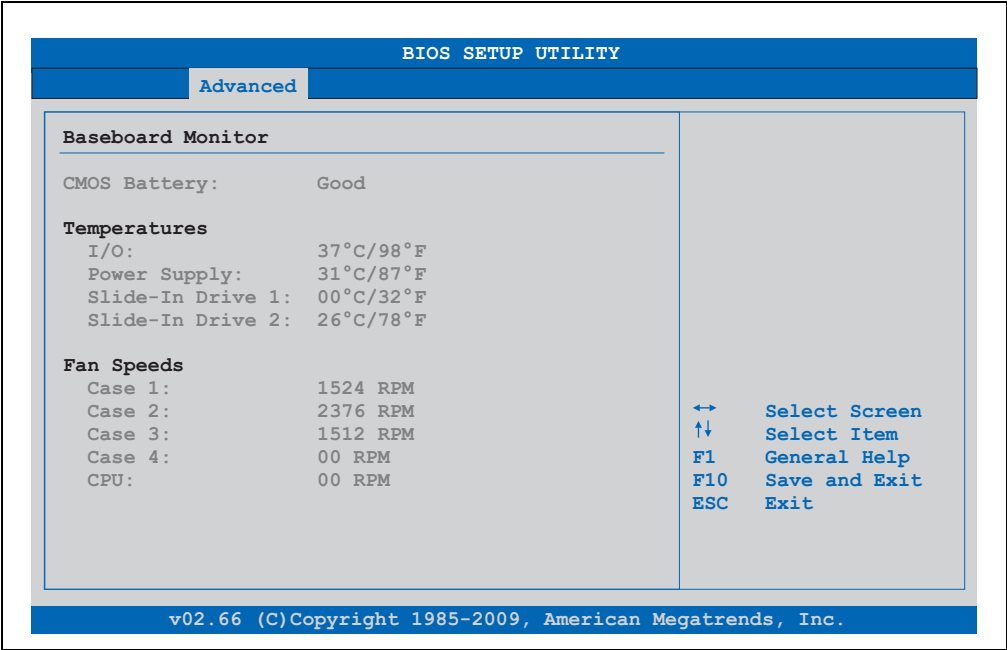 BIOS SETUP UTILITY
Advanced
Baseboard Monitor
CMOS Battery: Good
Temperatures
I/O: 37°C/98°F
Power Supply: 31°C/87°F
Slide-In Drive 1: 00°C/32°F
Slide-In Drive 2: 26°C/78°F
Fan Speeds
Case 1: 1524 RPM
Case 2: 2376 RPM
Case 3: 1512 RPM
Case 4: 00 RPM
CPU: 00 RPM
↔ Select Screen
↑↓ Select Item
F1 General Help
F10 Save and Exit
ESC Exit
v02.66 (C)Copyright 1985-2009, American Megatrends, Inc.